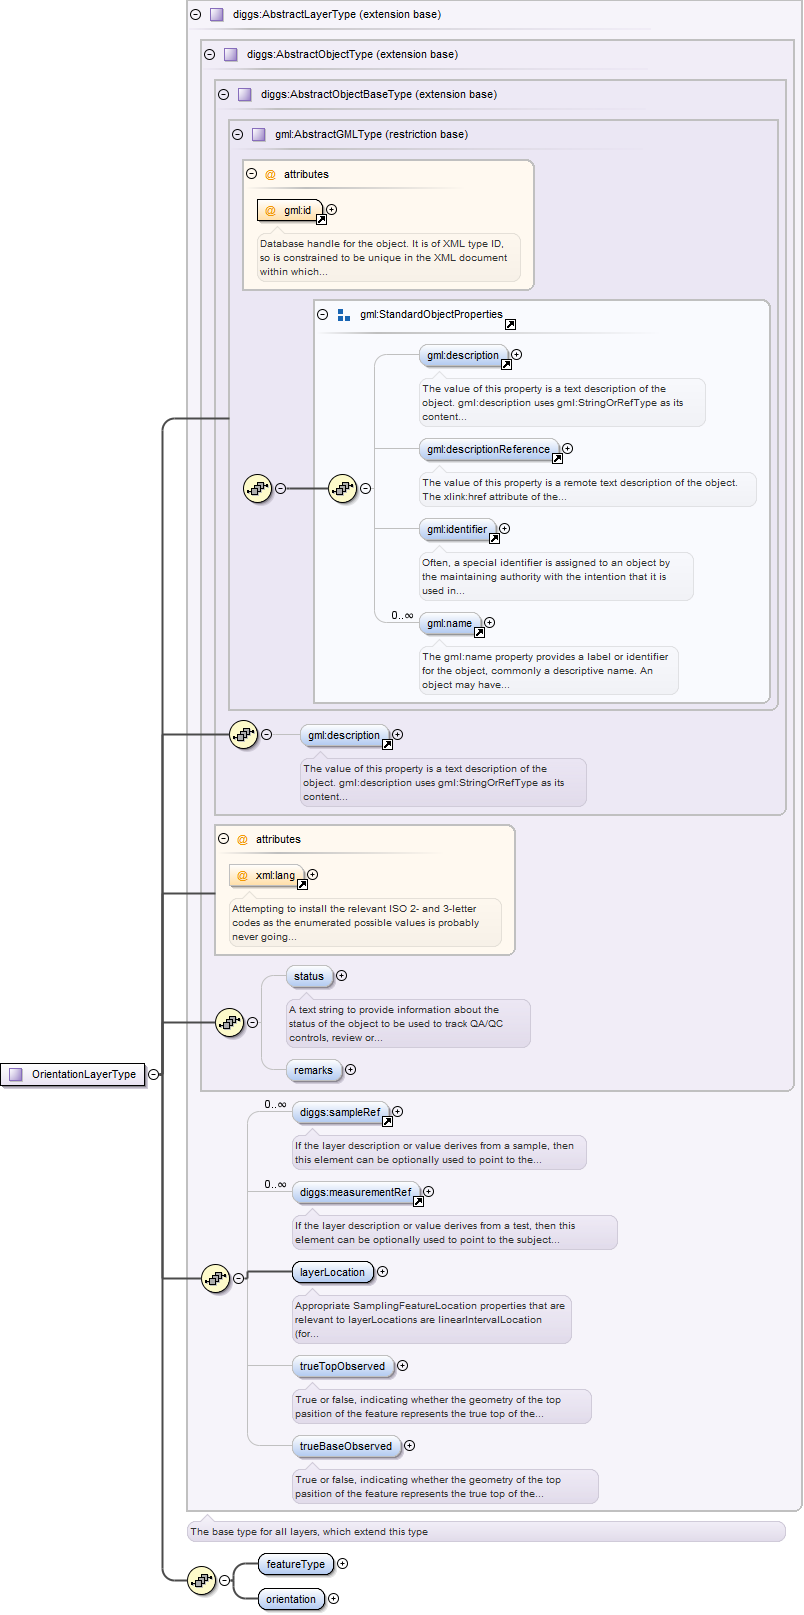 diggs:AbstractLayerType (extension base)
diggs:AbstractObjectType (extension base)
diggs:AbstractObjectBaseType (extension base)
gml:AbstractGMLType (restriction base)
@ attributes
@ gml:id
Database handle for the object. It is of XML type ID,
so is constrained to be unique in the XML document
within which...
gml:StandardObjectProperties
gml:description
The value of this property is a text description of the
object. gml:description uses gml:StringOrRefType as its
content...
gml:descriptionReference
The value of this property is a remote text description of the object.
The xlink:href attribute of the...
gml:identifier
Often, a special identifier is assigned to an object by
the maintaining authority with the intention that it is
used in...
0..∞
gml:name
The gml:name property provides a label or identifier
for the object, commonly a descriptive name. An
object may have...
gml:description
The value of this property is a text description of the
object. gml:description uses gml:StringOrRefType as its
content...
@ attributes
@ xml:lang
Attempting to install the relevant ISO 2- and 3-letter
codes as the enumerated possible values is probably
never going...
status
A text string to provide information about the
status of the object to be used to track QA/QC
controls, review or...
remarks
OrientationLayerType
0..∞
diggs:sampleRef
If the layer description or value derives from a sample, then
this element can be optionally used to point to the...
0..∞
diggs:measurementRef
If the layer description or value derives from a test, then this
element can be optionally used to point to the subject...
layerLocation
Appropriate SamplingFeatureLocation properties that are
relevant to layerLocations are linearIntervalLocation
(for...
trueTopObserved
True or false, indicating whether the geometry of the top
pasition of the feature represents the true top of the...
trueBaseObserved
True or false, indicating whether the geometry of the top
pasition of the feature represents the true top of the...
The base type for all layers, which extend this type
featureType
orientation